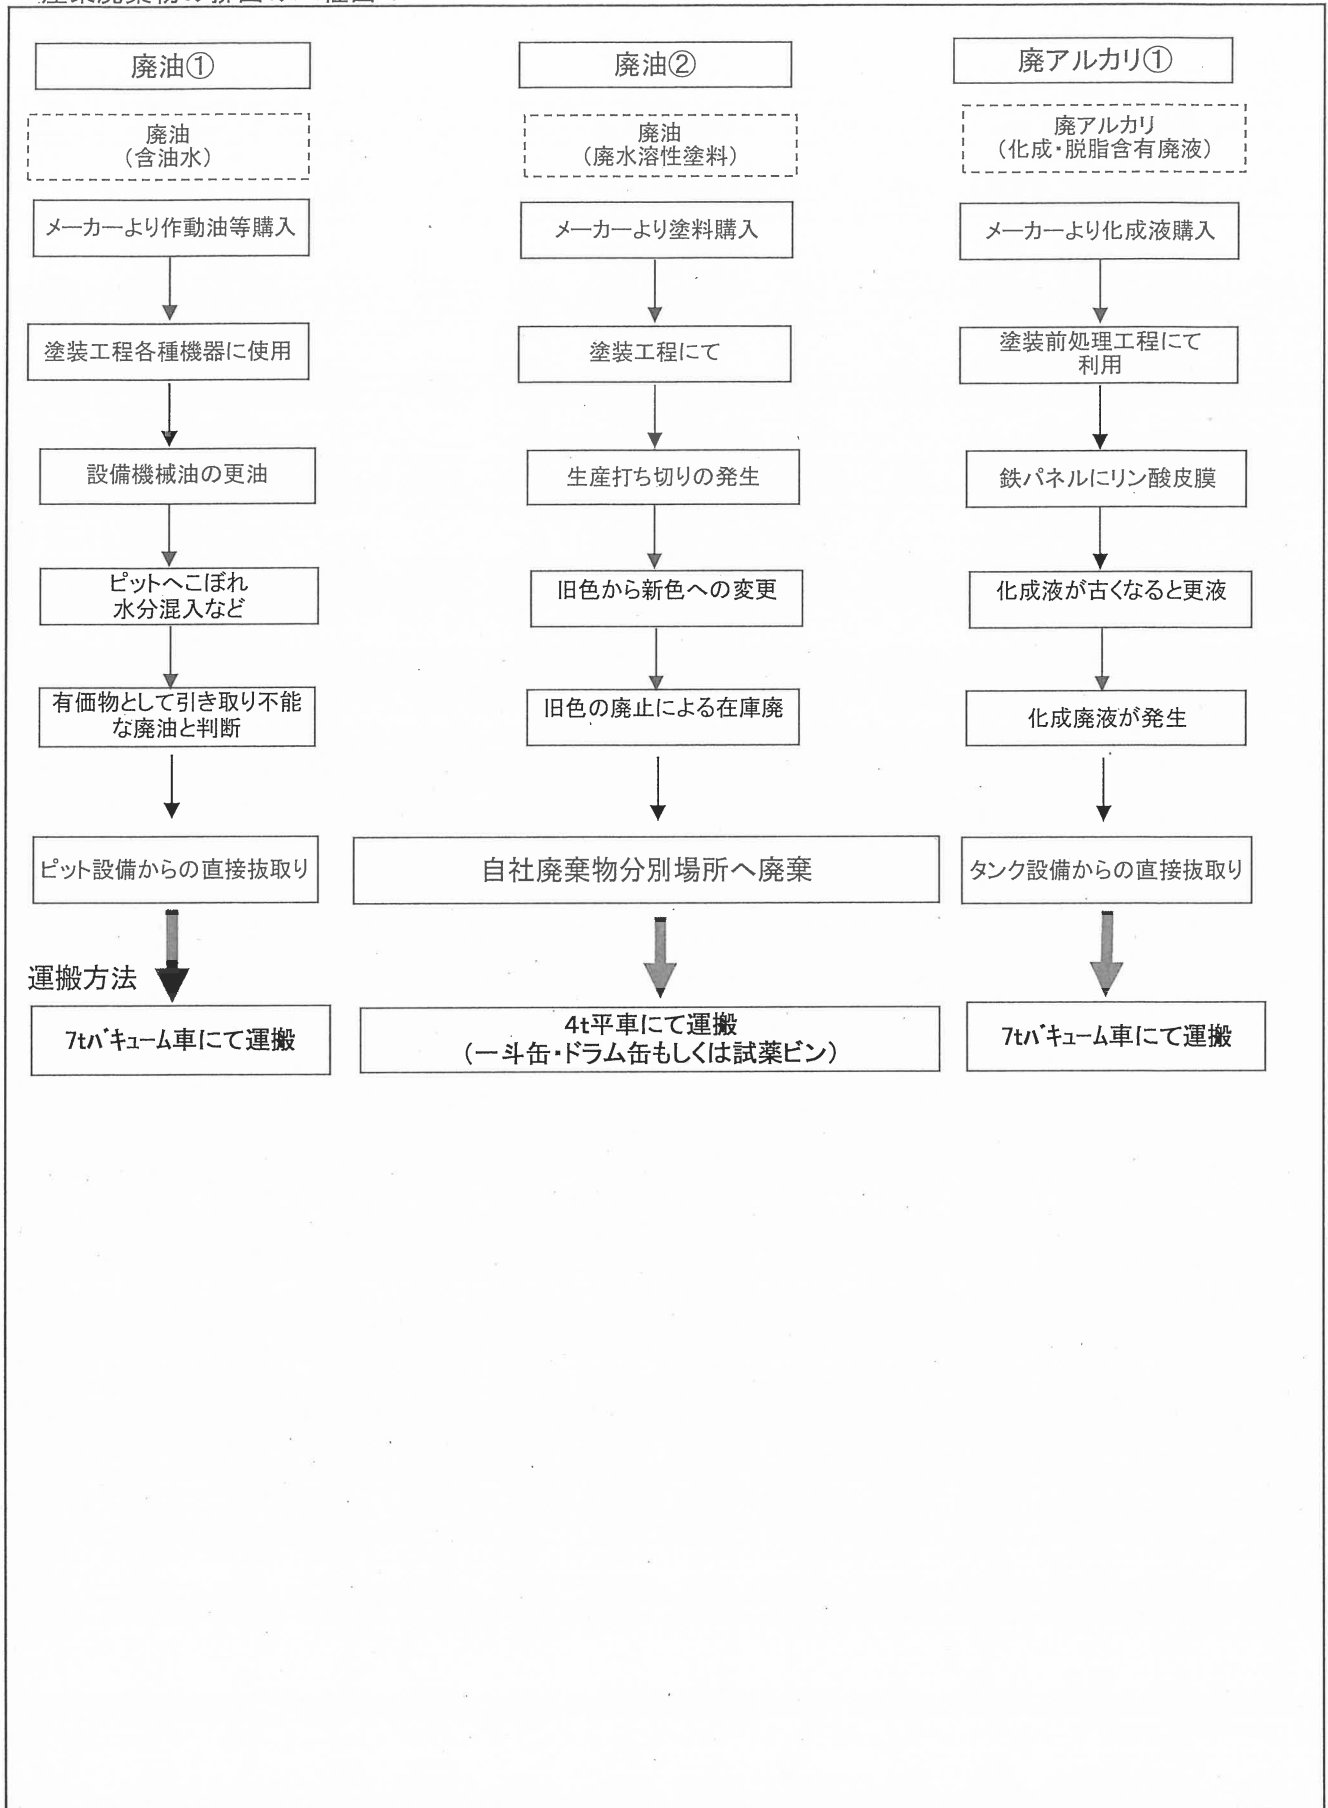 廃油①
廃油
(含油水)
メーカーより作動油等購入
塗装工程各種機器に使用
設備機械油の更油
ピットへこぼれ
水分混入など
有価物として引き取り不能
な廃油と判断
ピット設備からの直接抜取り
運搬方法
7tバキューム車にて運搬
廃油②
廃油
(廃水溶性塗料)
メーカーより塗料購入
塗装工程にて
生産打ち切りの発生
旧色から新色への変更
旧色の廃止による在庫廃
自社廃棄物分別場所へ廃棄
4t平車にて運搬
(一斗缶・ドラム缶もしくは試薬ビン)
廃アルカリ①
廃アルカリ
(化成・脱脂含有廃液)
メーカーより化成液購入
塗装前処理工程にて
利用
鉄パネルにリン酸皮膜
化成液が古くなると更液
化成廃液が発生
タンク設備からの直接抜取り
7tバキューム車にて運搬